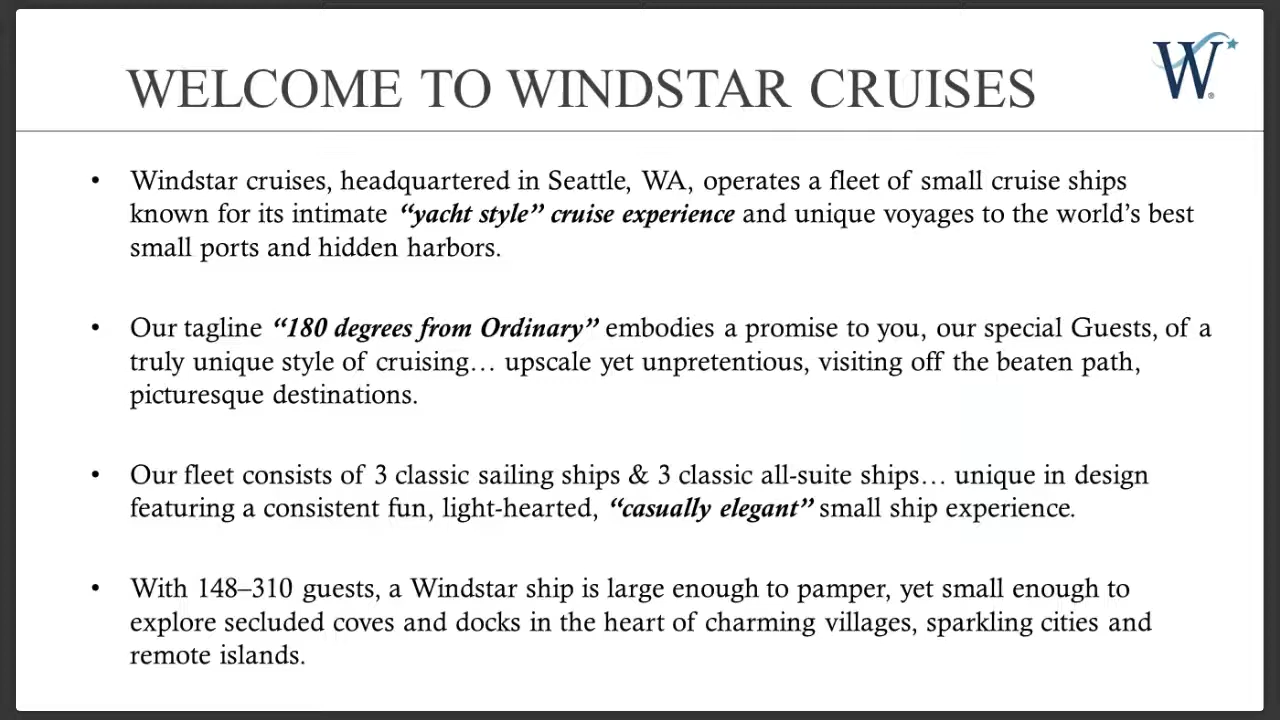 WELCOME TO WINDSTAR CRUISES
W®
• Windstar cruises, headquartered in Seattle, WA, operates a fleet of small cruise ships
known for its intimate “yacht style” cruise experience and unique voyages to the world’s best
small ports and hidden harbors.
• Our tagline “180 degrees from Ordinary” embodies a promise to you, our special Guests, of a
truly unique style of cruising… upscale yet unpretentious, visiting off the beaten path,
picturesque destinations.
• Our fleet consists of 3 classic sailing ships & 3 classic all-suite ships… unique in design
featuring a consistent fun, light-hearted, “casually elegant” small ship experience.
• With 148–310 guests, a Windstar ship is large enough to pamper, yet small enough to
explore secluded coves and docks in the heart of charming villages, sparkling cities and
remote islands.